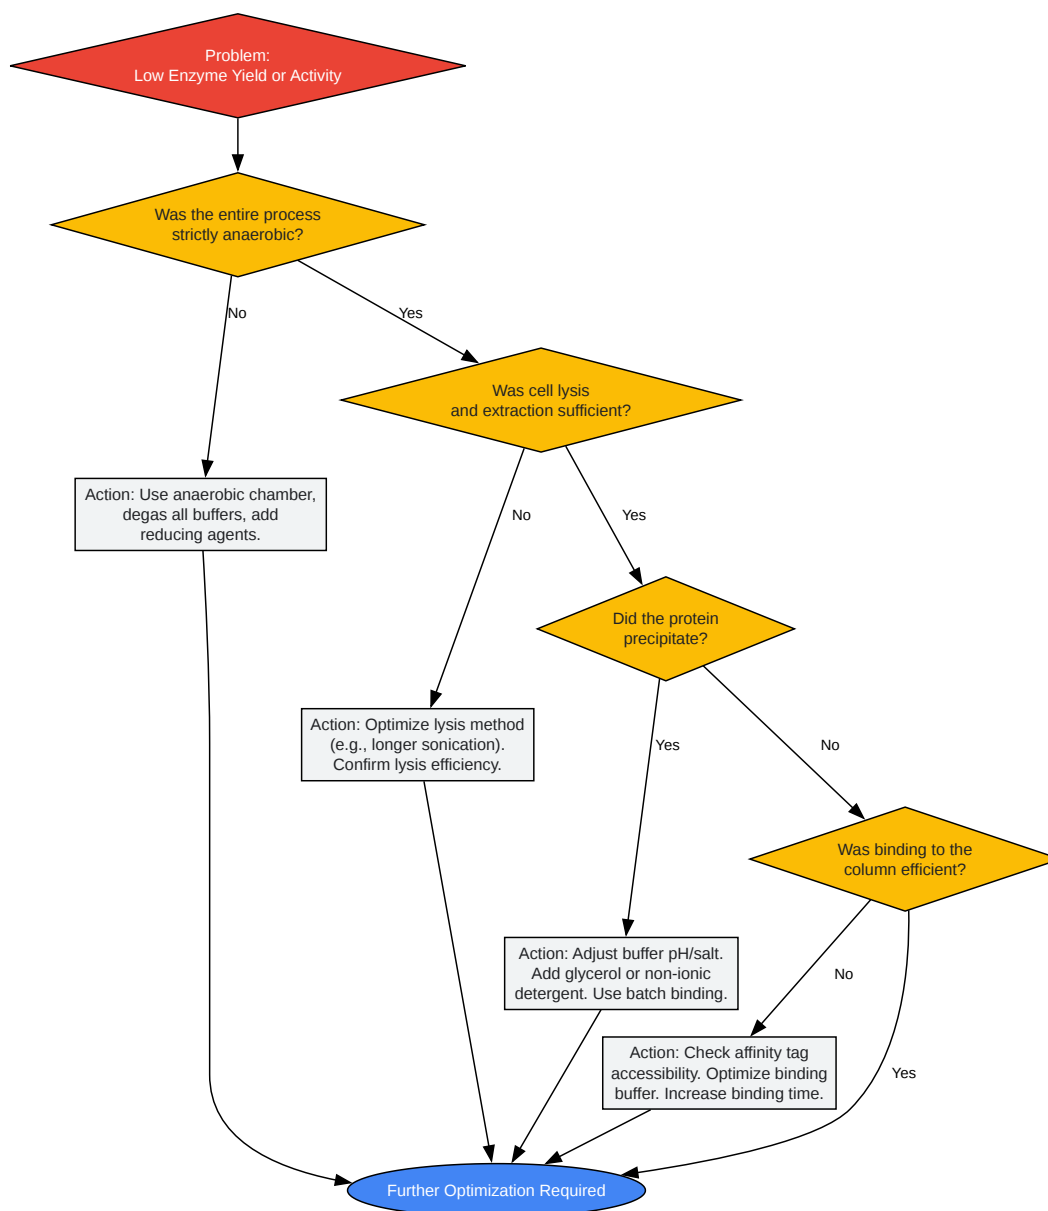 Problem:
Low Enzyme Yield or Activity
Was the entire process
strictly anaerobic?
No
Yes
Was cell lysis
and extraction sufficient?
Action: Use anaerobic chamber,
degas all buffers, add
reducing agents.
No
Yes
Did the protein
precipitate?
Action: Optimize lysis method
(e.g., longer sonication).
Confirm lysis efficiency.
Yes
No
Was binding to the
column efficient?
Action: Adjust buffer pH/salt.
Add glycerol or non-ionic
detergent. Use batch binding.
No
Action: Check affinity tag
accessibility. Optimize binding
buffer. Increase binding time.
Yes
Further Optimization Required